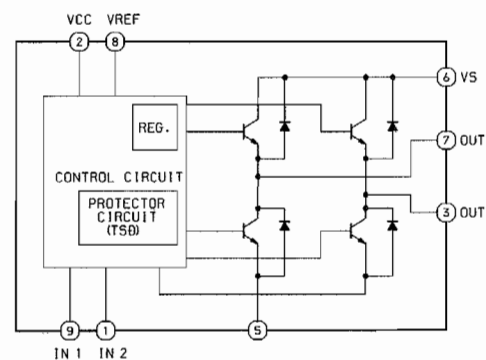 VCC VREF
2 8
6 VS
REG.
7 OUT
CONTROL CIRCUIT
PROTECTOR
CIRCUIT
(TSD)
3 OUT
9 1 5
IN 1 IN 2